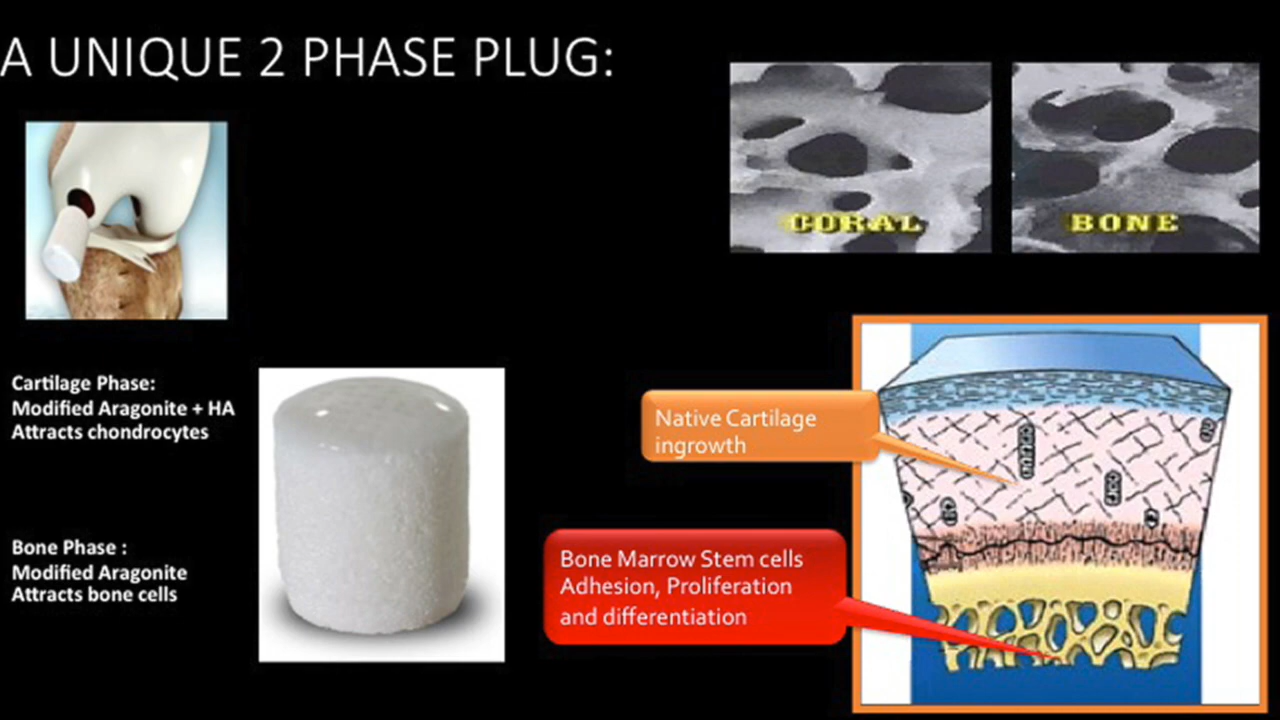 A UNIQUE 2 PHASE PLUG:
CORAL
BONE
Cartilage Phase:
Modified Aragonite + HA
Attracts chondrocytes
Bone Phase :
Modified Aragonite
Attracts bone cells
Native Cartilage
ingrowth
Bone Marrow Stem cells
Adhesion, Proliferation
and differentiation